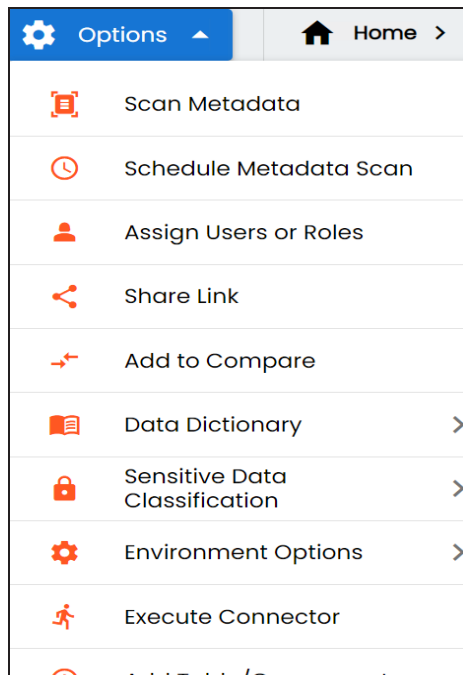 Options
Home >
Scan Metadata
Schedule Metadata Scan
Assign Users or Roles
Share Link
Add to Compare
Data Dictionary
Sensitive Data
Classification
Environment Options
Execute Connector